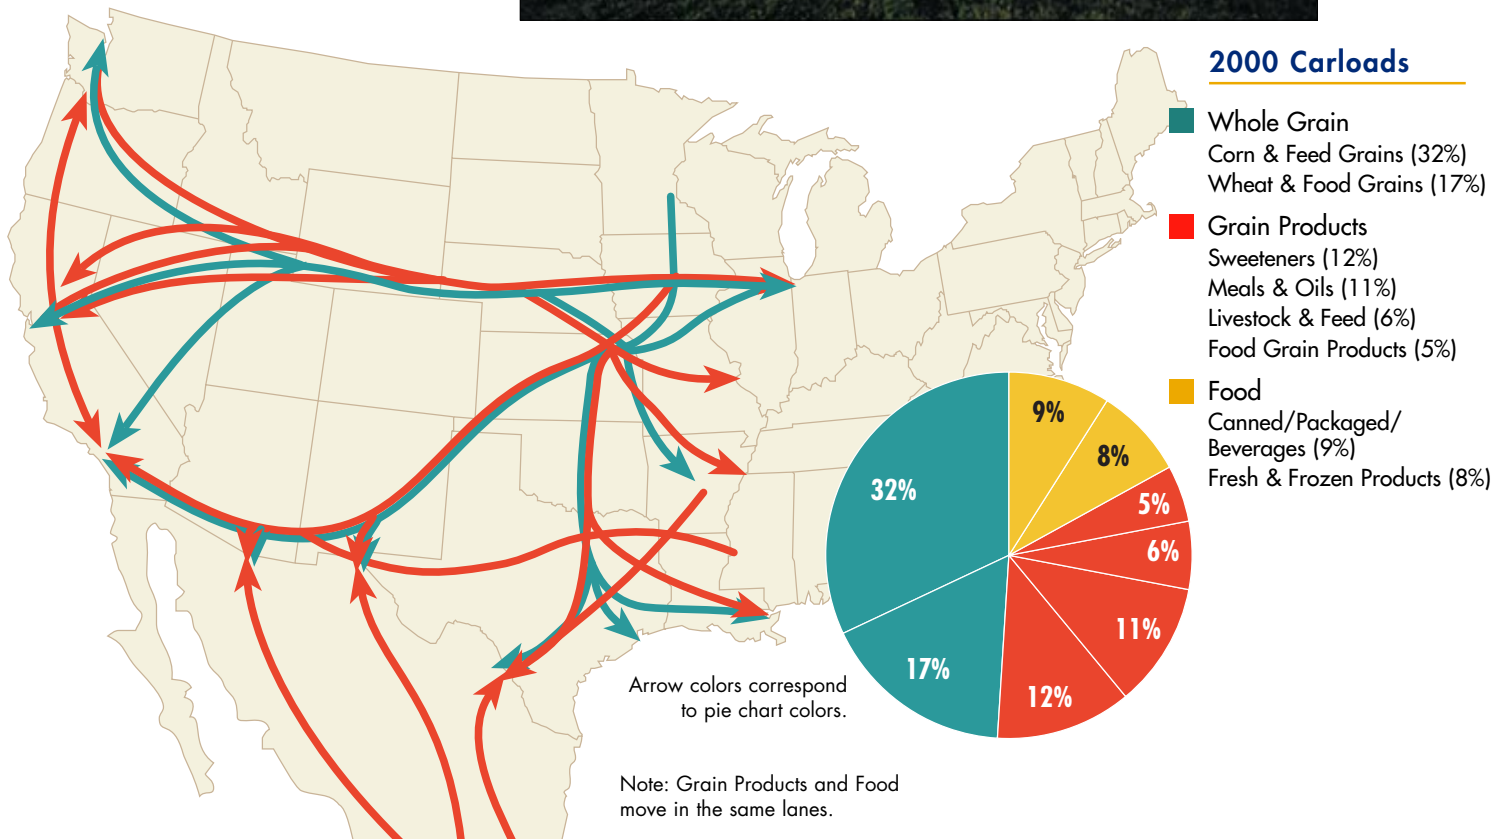 2000 Carloads
Whole Grain
Corn & Feed Grains (32%)
Wheat & Food Grains (17%)
Grain Products
Sweeteners (12%)
Meals & Oils (11%)
Livestock & Feed (6%)
Food Grain Products (5%)
Food
Canned/Packaged/
Beverages (9%)
Fresh & Frozen Products (8%)
9%
8%
5%
6%
11%
12%
17%
32%
Arrow colors correspond
to pie chart colors.
Note: Grain Products and Food
move in the same lanes.